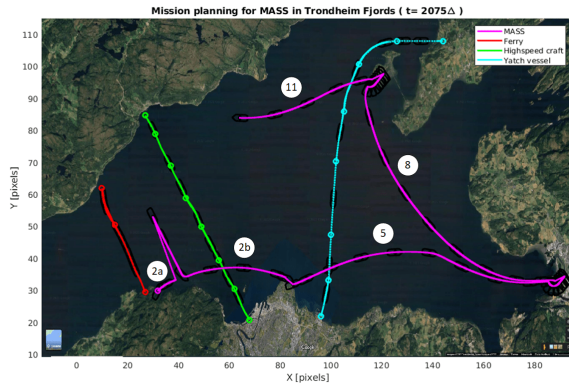 Mission planning for MASS in Trondheim Fjords ( t= 2075△ )
MASS
Ferry
Highspeed craft
Yatch vessel
110
100
90
80
70
60
50
40
30
20
10
Y [pixels]
11
8
5
2b
2a
Google
0
20
40
60
80
100
120
140
160
180
X [pixels]